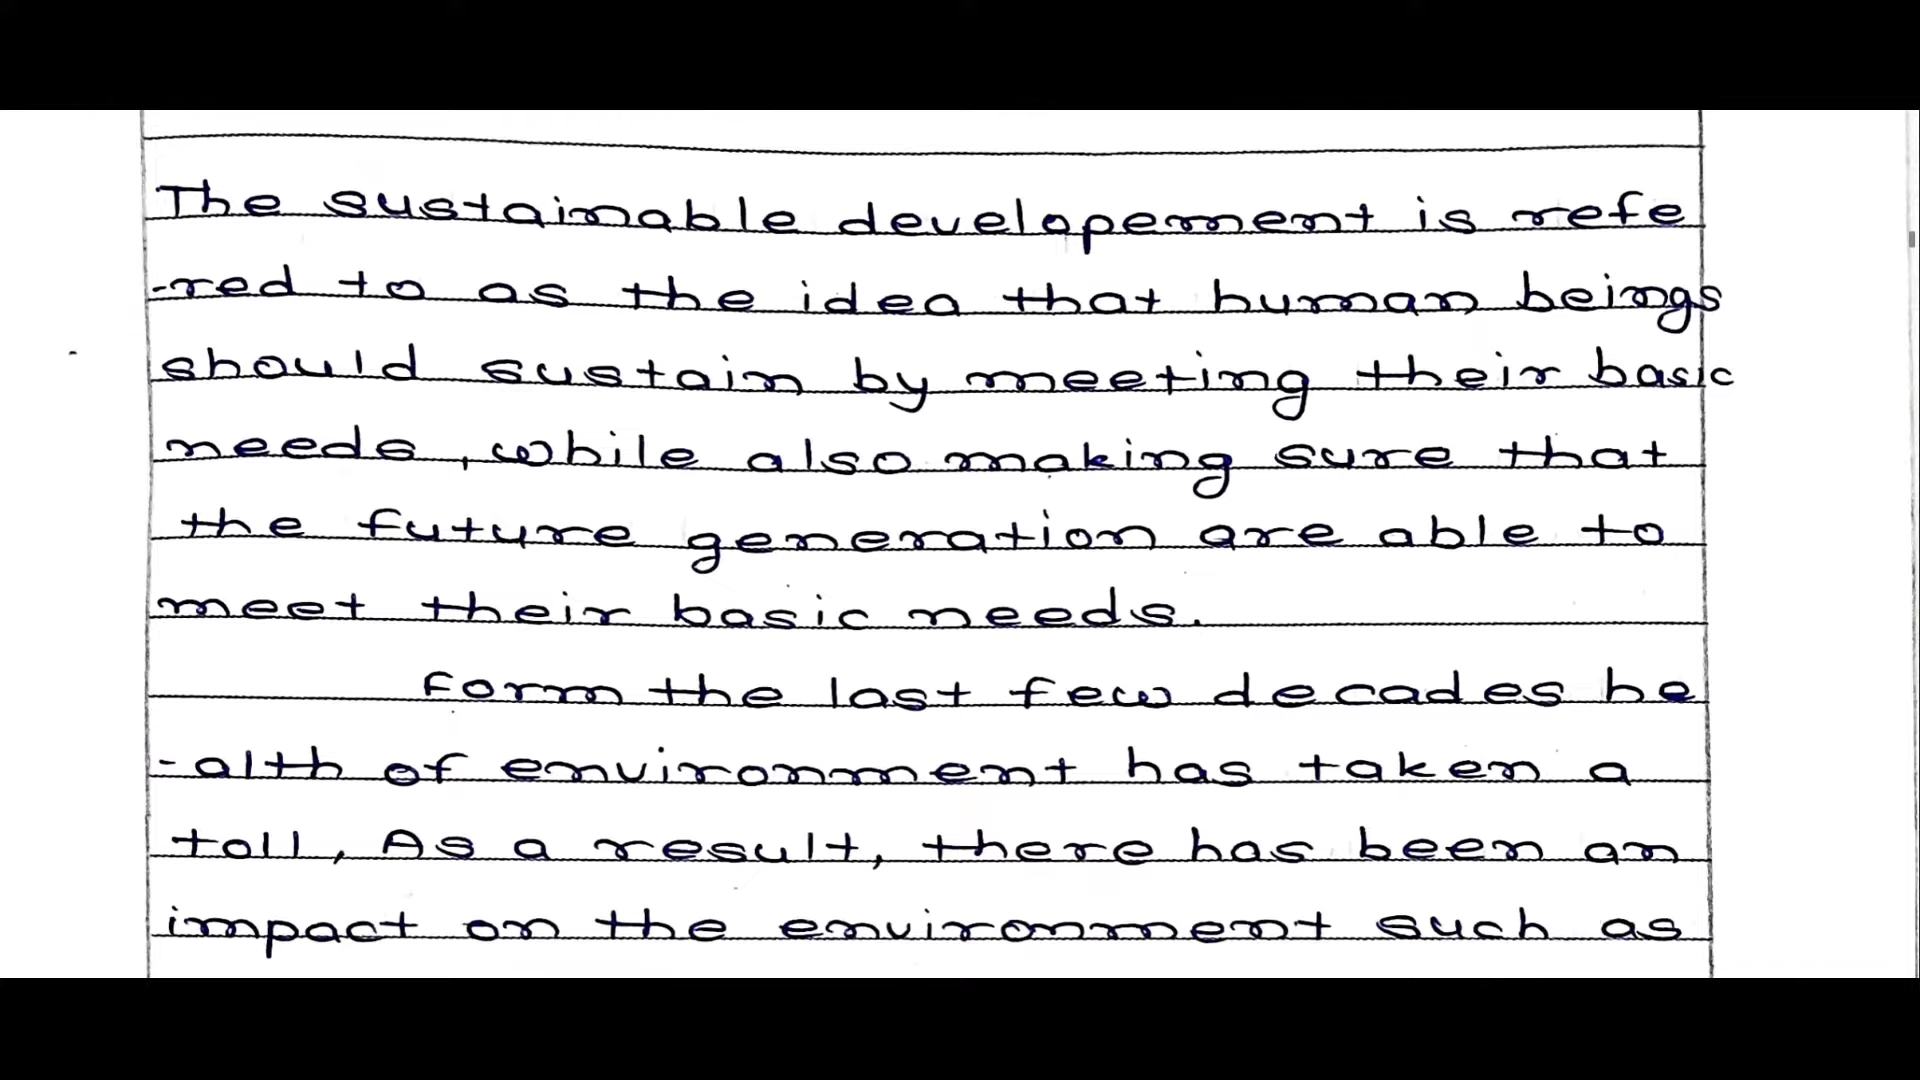 The sustainable developement is refe
-red to as the idea that human beings
should sustain by meeting their basic
needs, while also making sure that
the future generation are able to
meet their basic needs.
Form the last few decades he
-alth of environment has taken a
toll, As a result, there has been an
impact on the environment such as